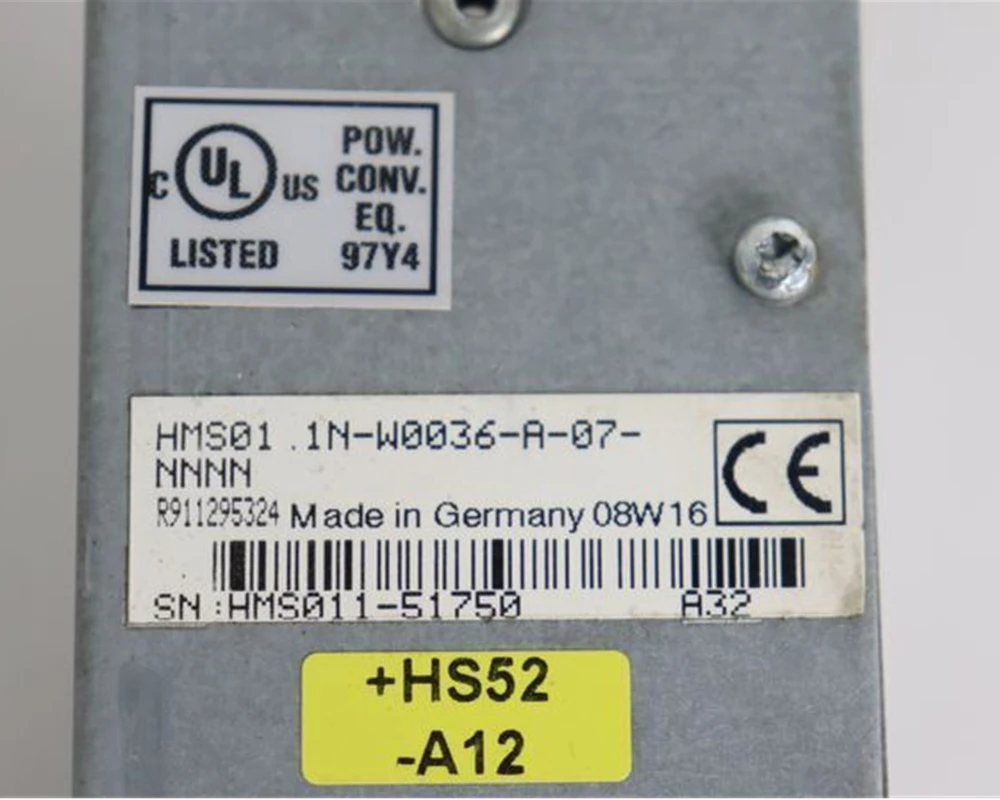 C UL US POW.
CONV.
EQ.
LISTED 97Y4
HMS01.1N-W0036-A-07-
NNNN
CE
R911295324 Made in Germany 08W16
SN:HMS011-51750 A32
+HS52
-A12